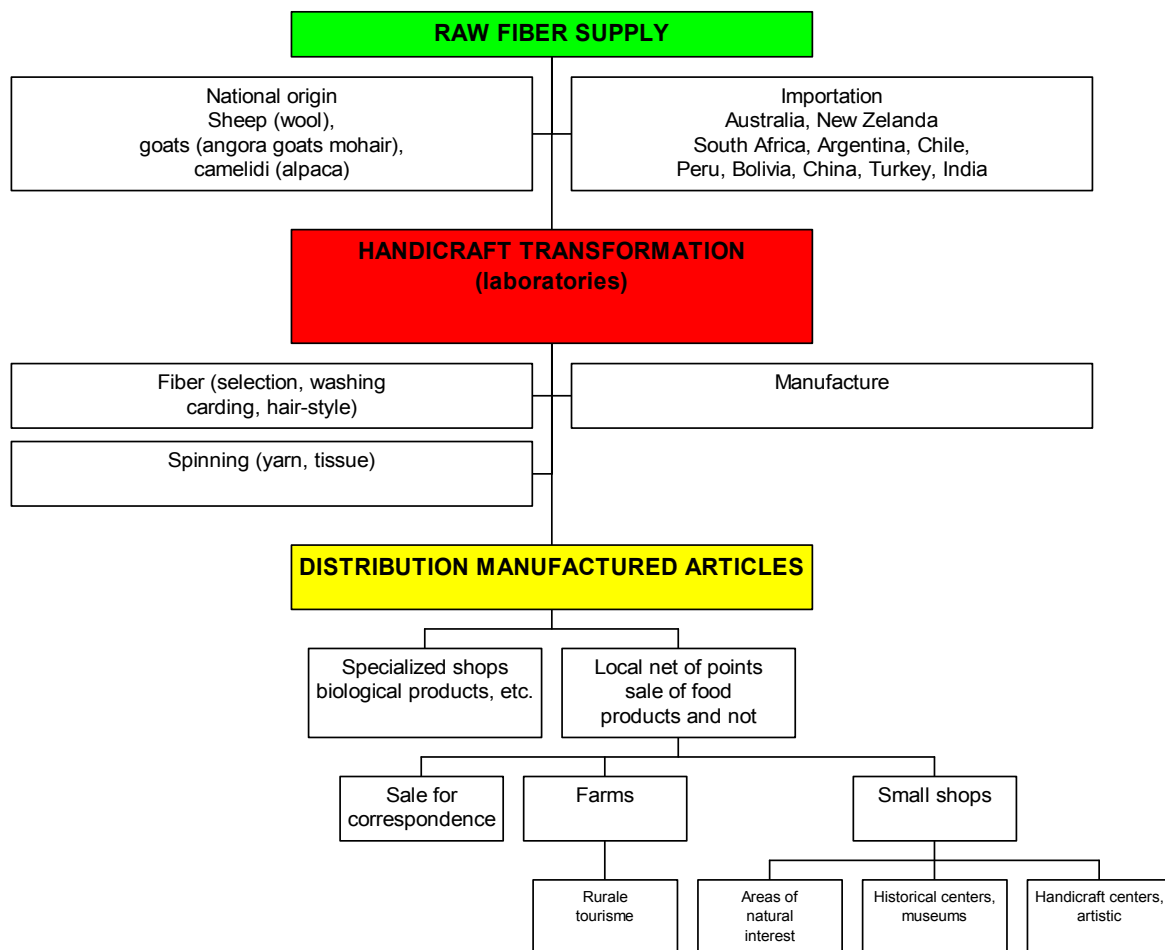 RAW FIBER SUPPLY
National origin
Sheep (wool),
goats (angora goats mohair),
camelidi (alpaca)
Importation
Australia, New Zelanda
South Africa, Argentina, Chile,
Peru, Bolivia, China, Turkey, India
HANDICRAFT TRANSFORMATION
(laboratories)
Fiber (selection, washing
carding, hair-style)
Manufacture
Spinning (yarn, tissue)
DISTRIBUTION MANUFACTURED ARTICLES
Specialized shops
biological products, etc.
Local net of points
sale of food
products and not
Sale for
correspondence
Farms
Small shops
Rurale
tourisme
Areas of
natural
interest
Historical centers,
museums
Handicraft centers,
artistic